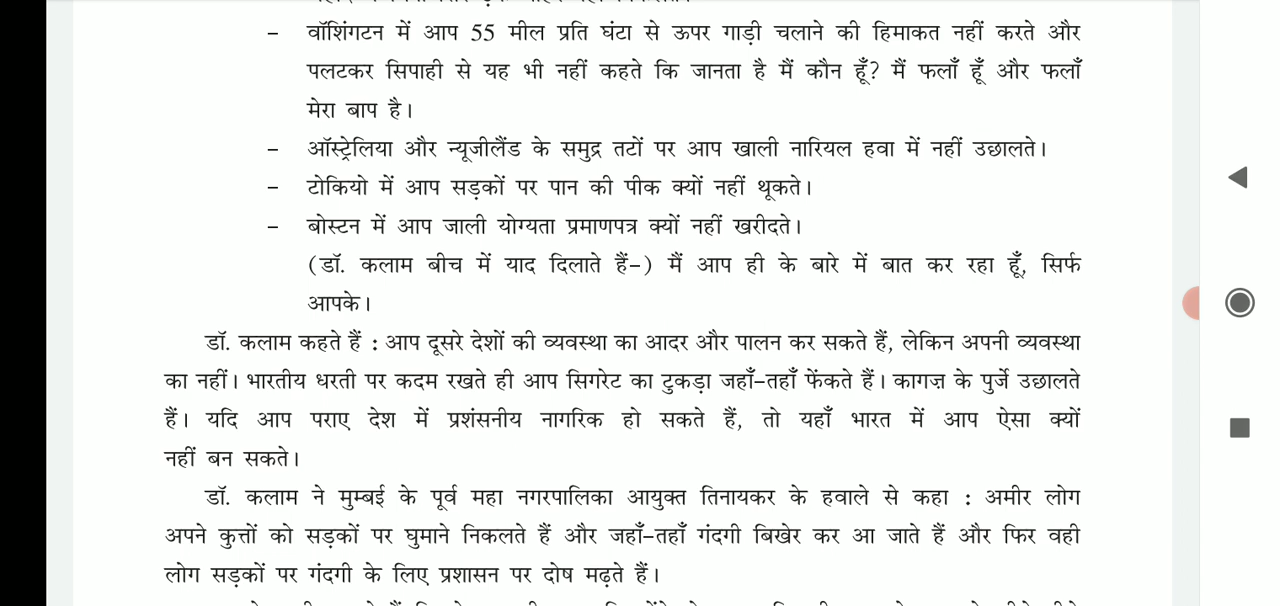 – वॉशिंगटन में आप 55 मील प्रति घंटा से ऊपर गाड़ी चलाने की हिमाकत नहीं करते और
पलटकर सिपाही से यह भी नहीं कहते कि जानता है मैं कौन हूँ? मैं फलाँ हूँ और फलाँ
मेरा बाप है।
– ऑस्ट्रेलिया और न्यूजीलैंड के समुद्र तटों पर आप खाली नारियल हवा में नहीं उछालते।
– टोकियो में आप सड़कों पर पान की पीक क्यों नहीं थूकते।
– बोस्टन में आप जाली योग्यता प्रमाणपत्र क्यों नहीं खरीदते।
(डॉ. कलाम बीच में याद दिलाते हैं–) मैं आप ही के बारे में बात कर रहा हूँ, सिर्फ
आपके।
डॉ. कलाम कहते हैं : आप दूसरे देशों की व्यवस्था का आदर और पालन कर सकते हैं, लेकिन अपनी व्यवस्था
का नहीं। भारतीय धरती पर कदम रखते ही आप सिगरेट का टुकड़ा जहाँ–तहाँ फेंकते हैं। कागज़ के पुर्जे उछालते
हैं। यदि आप पराए देश में प्रशंसनीय नागरिक हो सकते हैं, तो यहाँ भारत में आप ऐसा क्यों
नहीं बन सकते।
डॉ. कलाम ने मुम्बई के पूर्व महा नगरपालिका आयुक्त तिनायकर के हवाले से कहा : अमीर लोग
अपने कुत्तों को सड़कों पर घुमाने निकलते हैं और जहाँ–तहाँ गंदगी बिखेर कर आ जाते हैं और फिर वही
लोग सड़कों पर गंदगी के लिए प्रशासन पर दोष मढ़ते हैं।